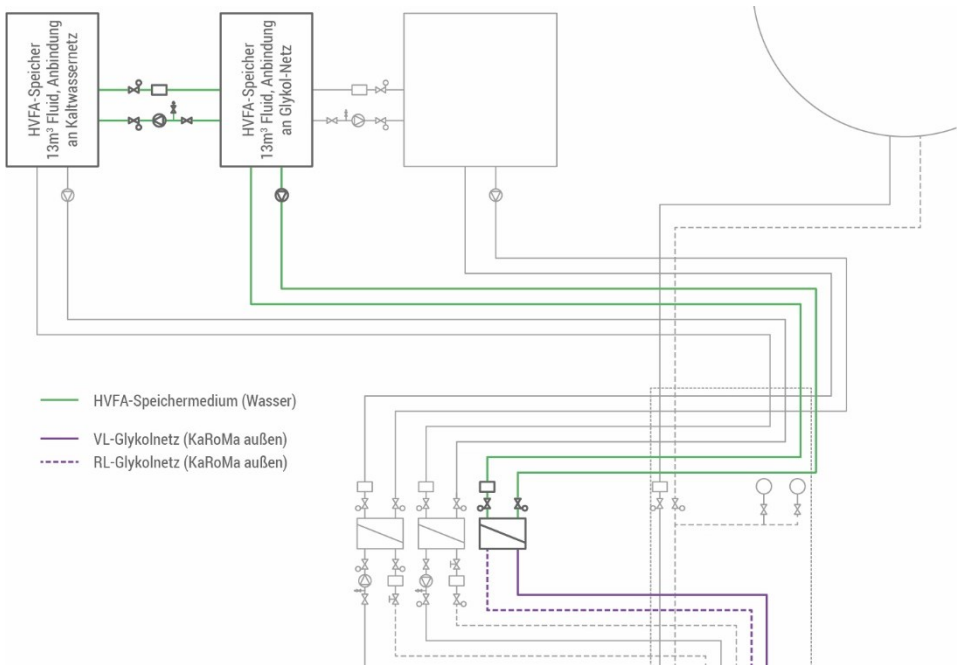 HVFA-Speicher
13m³ Fluid, Anbindung
an Kaltwassernetz
HVFA-Speicher
13m³ Fluid, Anbindung
an Glykol-Netz
HVFA-Speichermedium (Wasser)
VL-Glykolnetz (KaRoMa außen)
RL-Glykolnetz (KaRoMa außen)